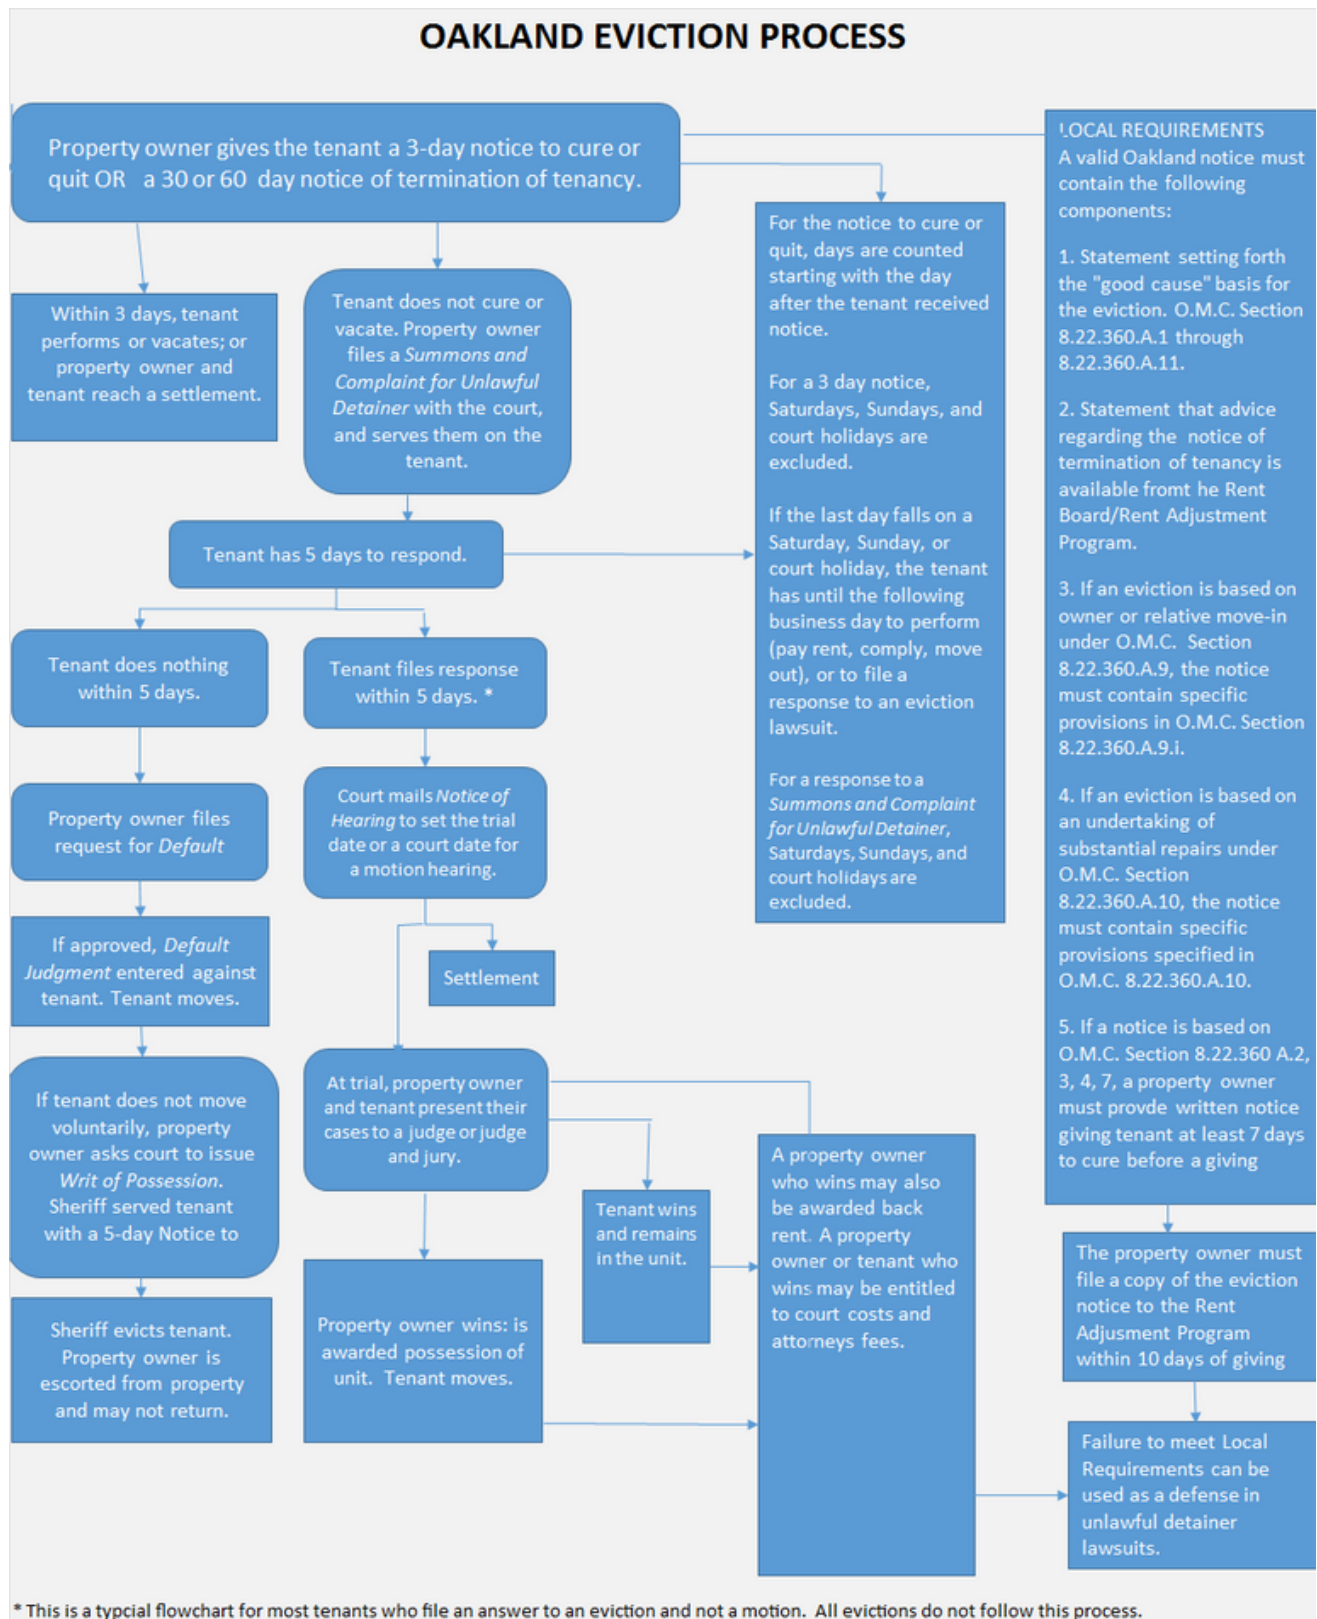 OAKLAND EVICTION PROCESS
Property owner gives the tenant a 3-day notice to cure or
quit OR a 30 or 60 day notice of termination of tenancy.
Within 3 days, tenant
performs or vacates; or
property owner and
tenant reach a settlement.
Tenant does not cure or
vacate. Property owner
files a Summons and
Complaint for Unlawful
Detainer with the court,
and serves them on the
tenant.
Tenant has 5 days to respond.
Tenant does nothing
within 5 days.
Property owner files
request for Default
If approved, Default
Judgment entered against
tenant. Tenant moves.
If tenant does not move
voluntarily, property
owner asks court to issue
Writ of Possession.
Sheriff served tenant
with a 5-day Notice to
Sheriff evicts tenant.
Property owner is
escorted from property
and may not return.
Tenant files response
within 5 days. *
Court mails Notice of
Hearing to set the trial
date or a court date for
a motion hearing.
Settlement
At trial, property owner
and tenant present their
cases to a judge or judge
and jury.
Property owner wins: is
awarded possession of
unit. Tenant moves.
Tenant wins
and remains
in the unit.
A property owner
who wins may also
be awarded back
rent. A property
owner or tenant who
wins may be entitled
to court costs and
attorneys fees.
For the notice to cure or
quit, days are counted
starting with the day
after the tenant received
notice.
For a 3 day notice,
Saturdays, Sundays, and
court holidays are
excluded.
If the last day falls on a
Saturday, Sunday, or
court holiday, the tenant
has until the following
business day to perform
(pay rent, comply, move
out), or to file a
response to an eviction
lawsuit.
For a response to a
Summons and Complaint
for Unlawful Detainer,
Saturdays, Sundays, and
court holidays are
excluded.
LOCAL REQUIREMENTS
A valid Oakland notice must
contain the following
components:
1. Statement setting forth
the "good cause" basis for
the eviction. O.M.C. Section
8.22.360.A.1 through
8.22.360.A.11.
2. Statement that advice
regarding the notice of
termination of tenancy is
available fromt he Rent
Board/Rent Adjustment
Program.
3. If an eviction is based on
owner or relative move-in
under O.M.C. Section
8.22.360.A.9, the notice
must contain specific
provisions in O.M.C. Section
8.22.360.A.9.i.
4. If an eviction is based on
an undertaking of
substantial repairs under
O.M.C. Section
8.22.360.A.10, the notice
must contain specific
provisions specified in
O.M.C. 8.22.360.A.10.
5. If a notice is based on
O.M.C. Section 8.22.360 A.2,
3, 4, 7, a property owner
must provde written notice
giving tenant at least 7 days
to cure before a giving
The property owner must
file a copy of the eviction
notice to the Rent
Adjusment Program
within 10 days of giving
Failure to meet Local
Requirements can be
used as a defense in
unlawful detainer
lawsuits.
* This is a typcial flowchart for most tenants who file an answer to an eviction and not a motion. All evictions do not follow this process.